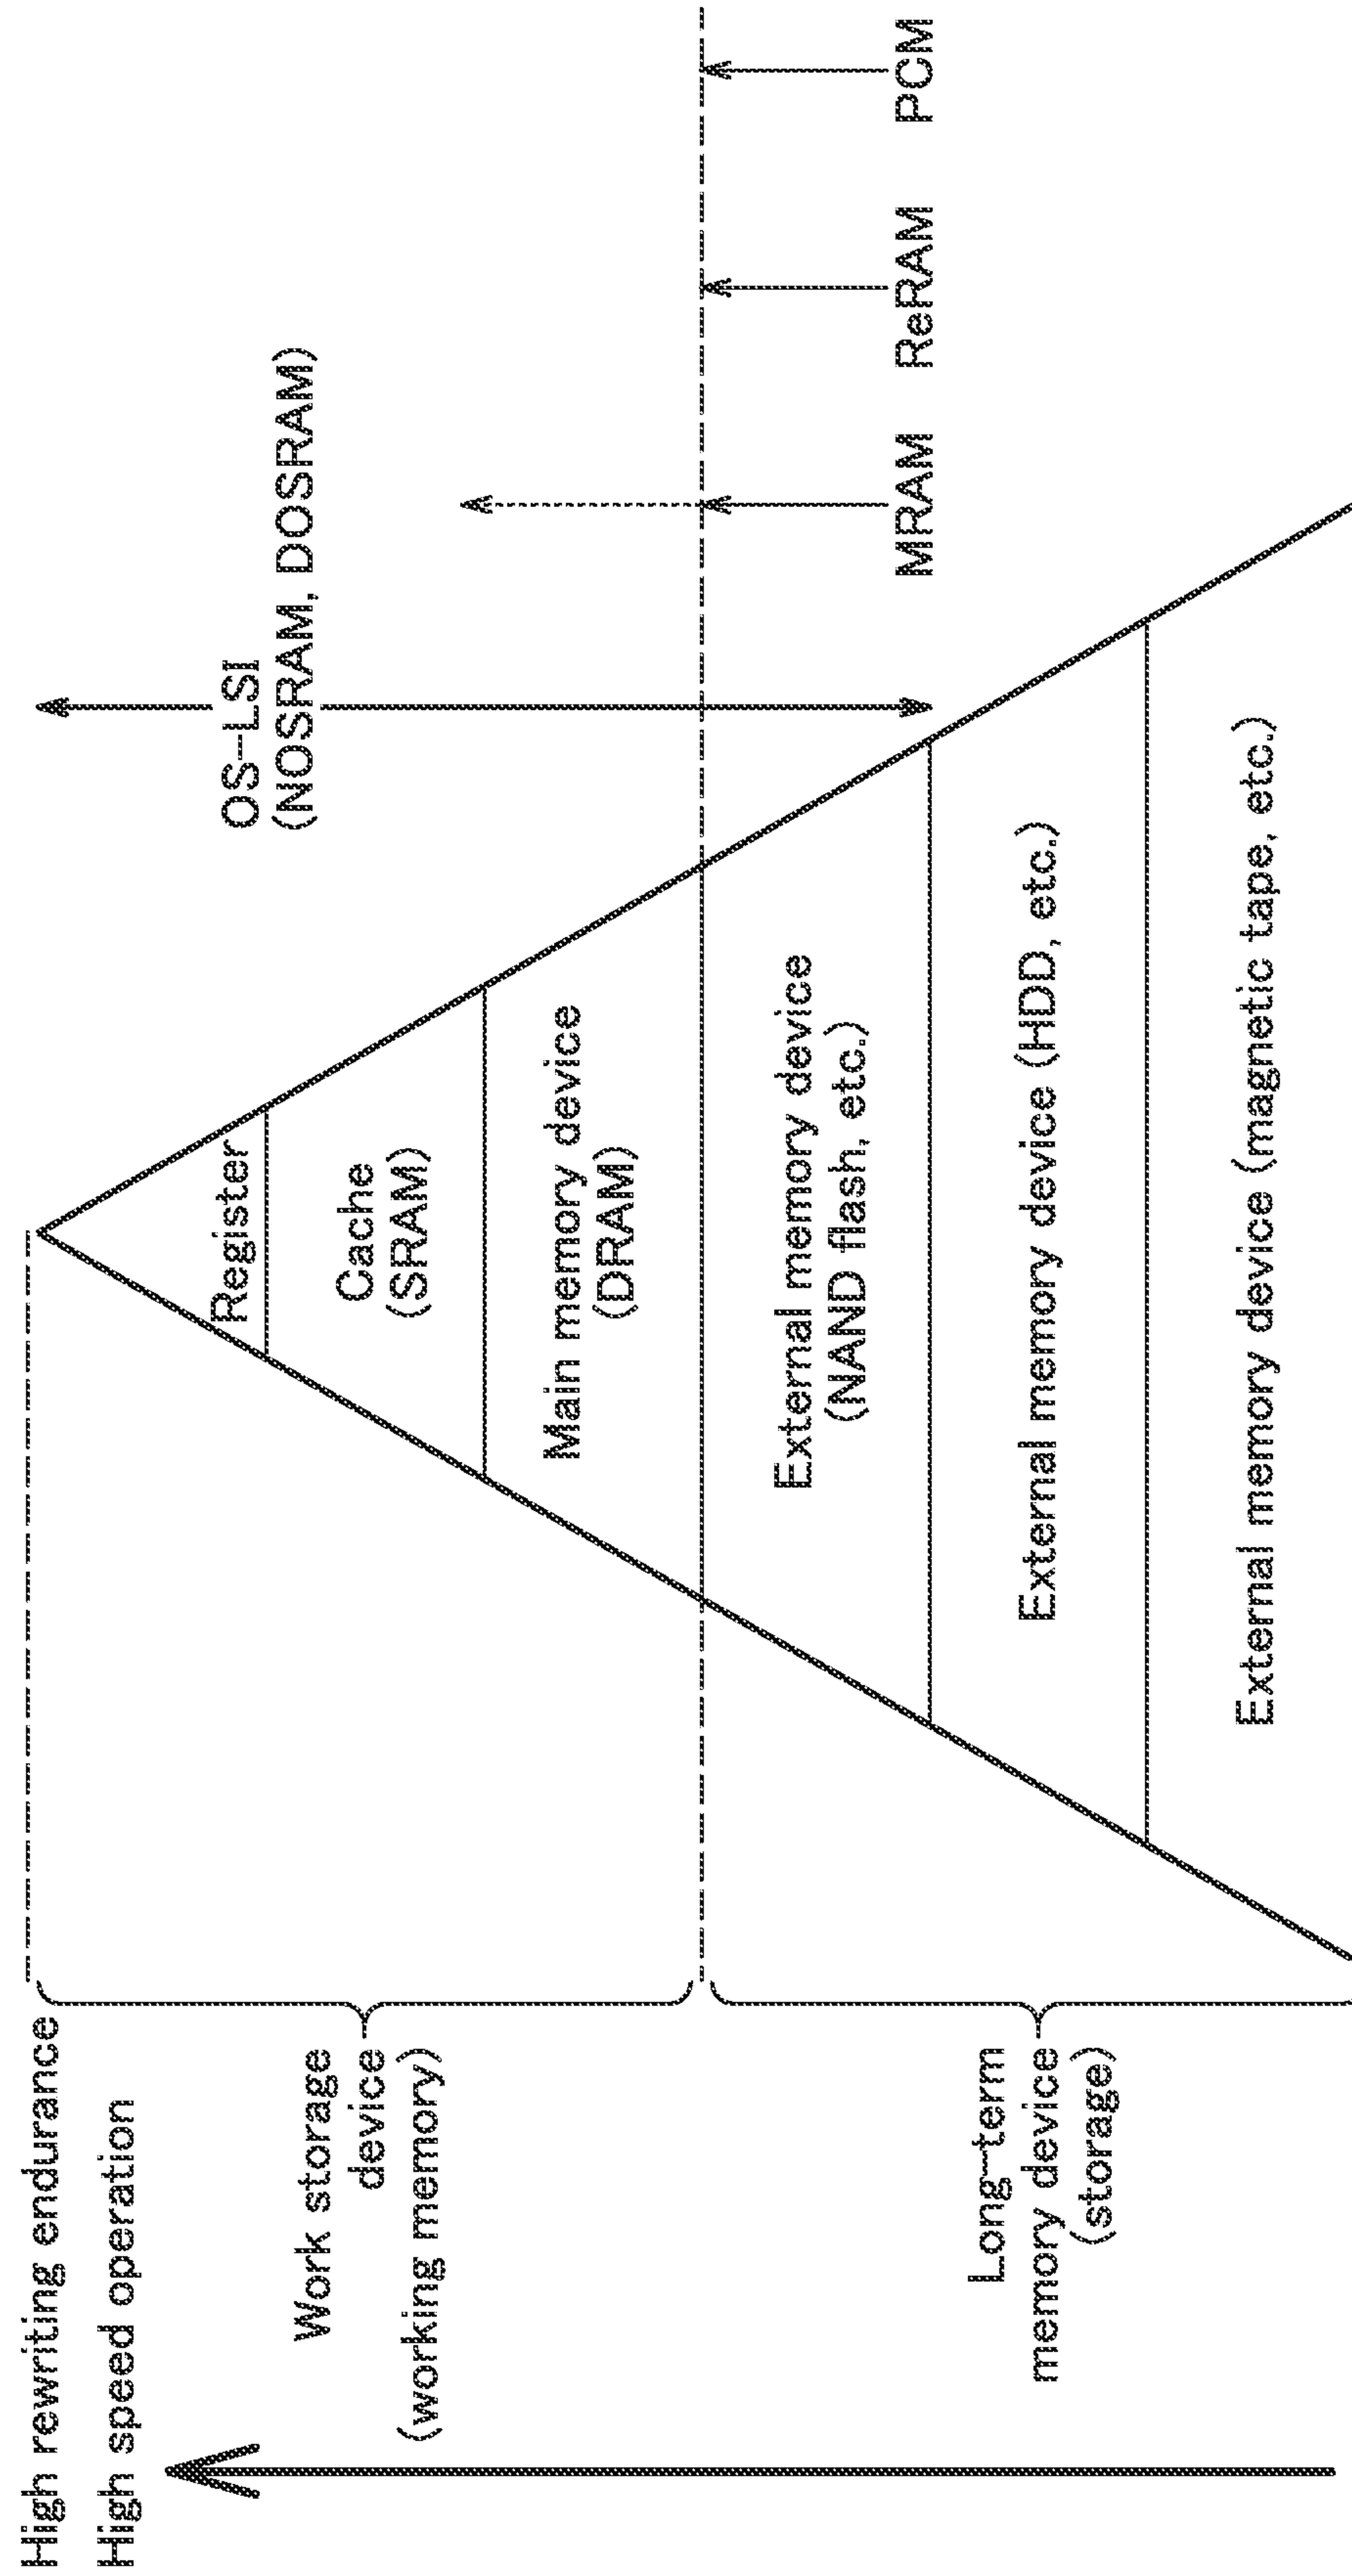 High rewriting endurance
High speed operation
Work storage
device
(working memory)
Long-term
memory device
(storage)
Register
Cache
(SRAM)
Main memory device
(DRAM)
External memory device
(NAND flash, etc.)
External memory device (HDD, etc.)
External memory device (magnetic tape, etc.)
OS-LSI
(NOSRAM, DOSRAM)
MRAM
ReRAM
PCM